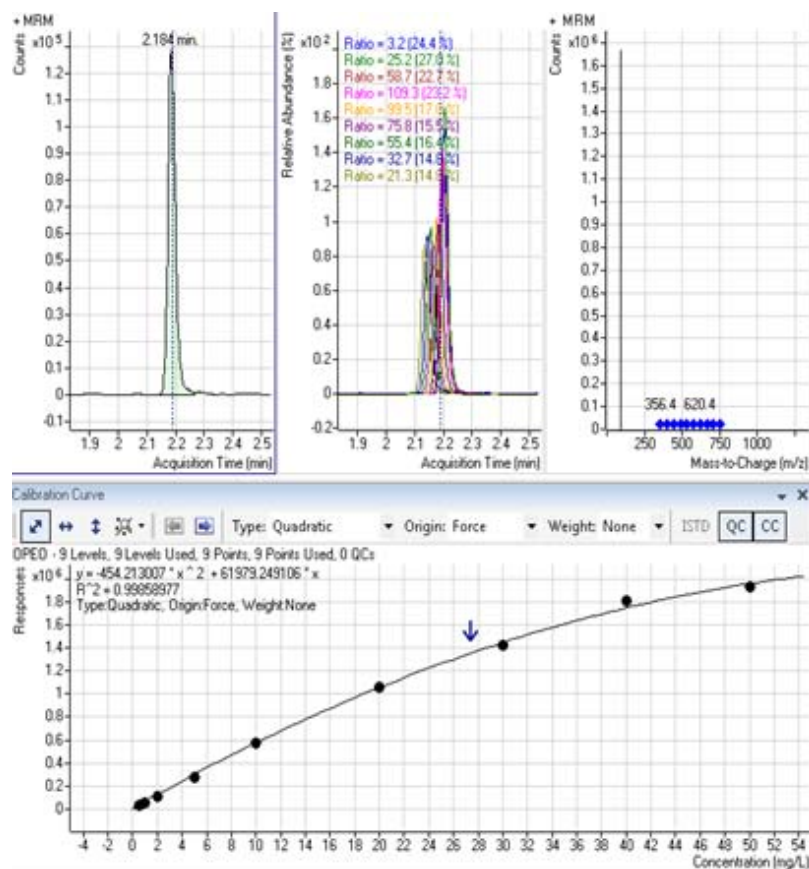 + MRM
Counts
x10^5
2.184 min.
1.2
1.1
1
0.9
0.8
0.7
0.6
0.5
0.4
0.3
0.2
0.1
0
-0.1
1.9 2 2.1 2.2 2.3 2.4 2.5
Acquisition Time (min)
Relative Abundance (%)
x10^2
Ratio = 3.2 (24.4 %)
Ratio = 25.2 (27.0 %)
Ratio = 58.7 (22.7 %)
Ratio = 109.3 (23.2 %)
Ratio = 99.5 (17.0 %)
Ratio = 75.8 (15.5 %)
Ratio = 55.4 (16.4 %)
Ratio = 32.7 (14.8 %)
Ratio = 21.3 (14.8 %)
2
1.8
1.6
1.4
1.2
1
0.8
0.6
0.4
0.2
0
-0.2
1.9 2 2.1 2.2 2.3 2.4 2.5
Acquisition Time (min)
+ MRM
Counts
x10^6
1.7
1.6
1.5
1.4
1.3
1.2
1.1
1
0.9
0.8
0.7
0.6
0.5
0.4
0.3
0.2
0.1
0
356.4 620.4
250 500 750 1000
Mass-to-Charge (m/z)
Calibration Curve
Type: Quadratic Origin: Force Weight: None ISTD QC CC
OPEO - 9 Levels, 9 Levels Used, 9 Points, 9 Points Used, 0 QCs
Responses
x10^6
y = -454.213007 * x ^ 2 + 61979.249106 * x
R^2 = 0.99858977
Type:Quadratic, Origin:Force, Weight:None
1.8
1.6
1.4
1.2
1
0.8
0.6
0.4
0.2
0
-4 -2 0 2 4 6 8 10 12 14 16 18 20 22 24 26 28 30 32 34 36 38 40 42 44 46 48 50 52 54
Concentration (mg/L)